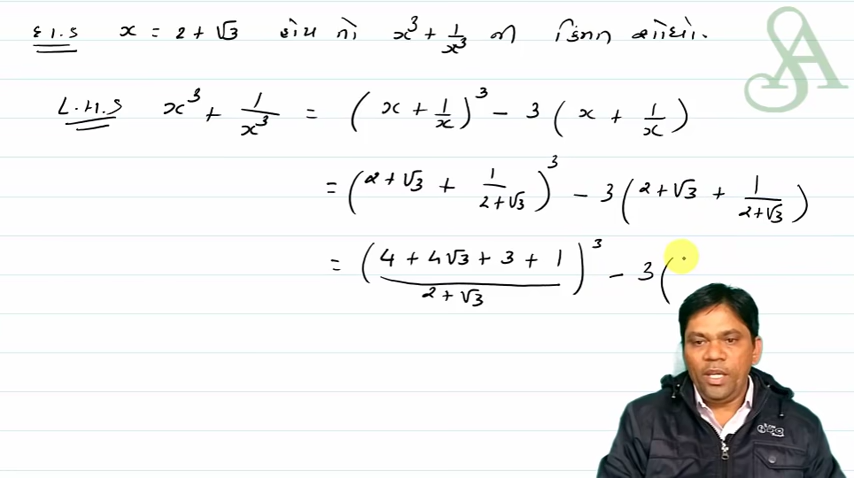 દા.ત x = 2 + √3 હોય તો x³ + 1/x³ ની કિંમત શોધો.
L.H.S x³ + 1/x³ = (x + 1/x)³ − 3 (x + 1/x)
= (2 + √3 + 1/(2+√3))³ − 3 (2 + √3 + 1/(2+√3))
= ((4 + 4√3 + 3 + 1)/(2 + √3))³ − 3 (